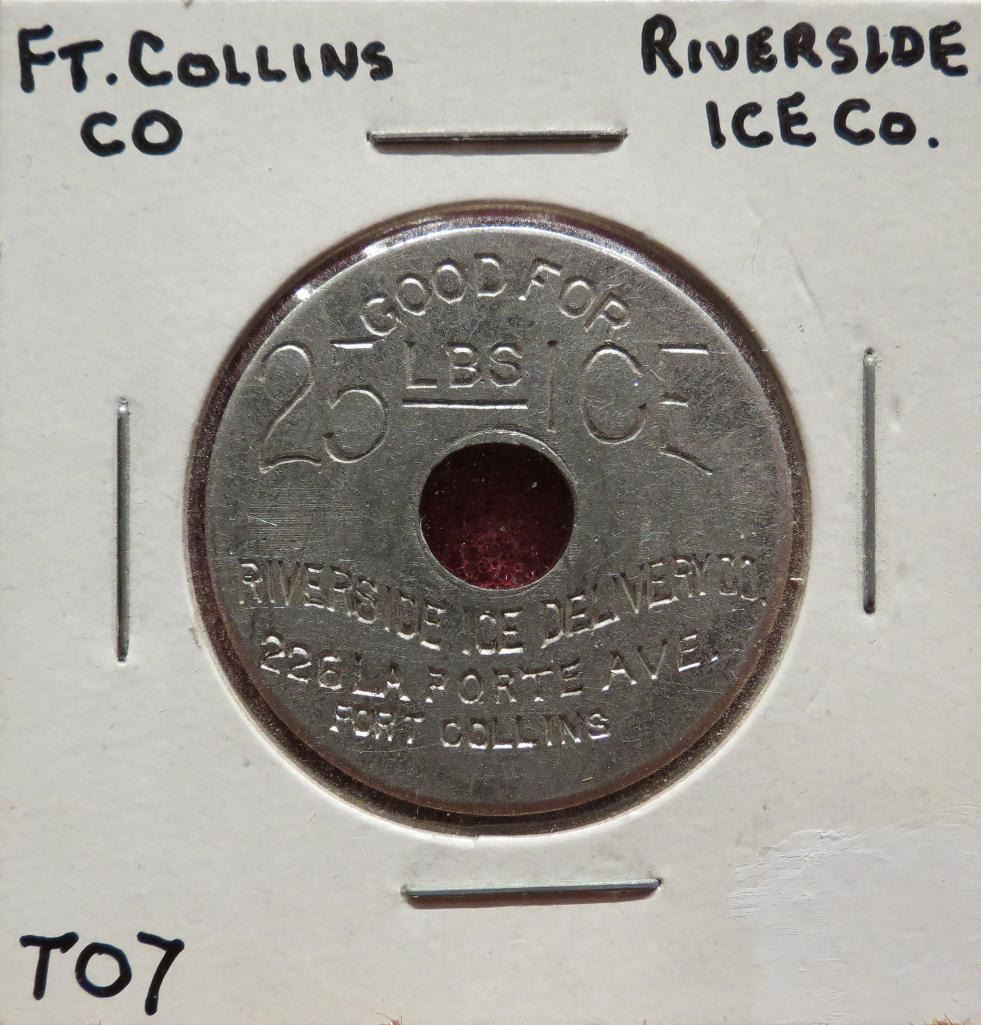 FT. COLLINS
CO
RIVERSIDE
ICE CO.
GOOD FOR
25 LBS ICE
RIVERSIDE ICE DELIVERY CO.
226 LA PORTE AVE.
FORT COLLINS
T07